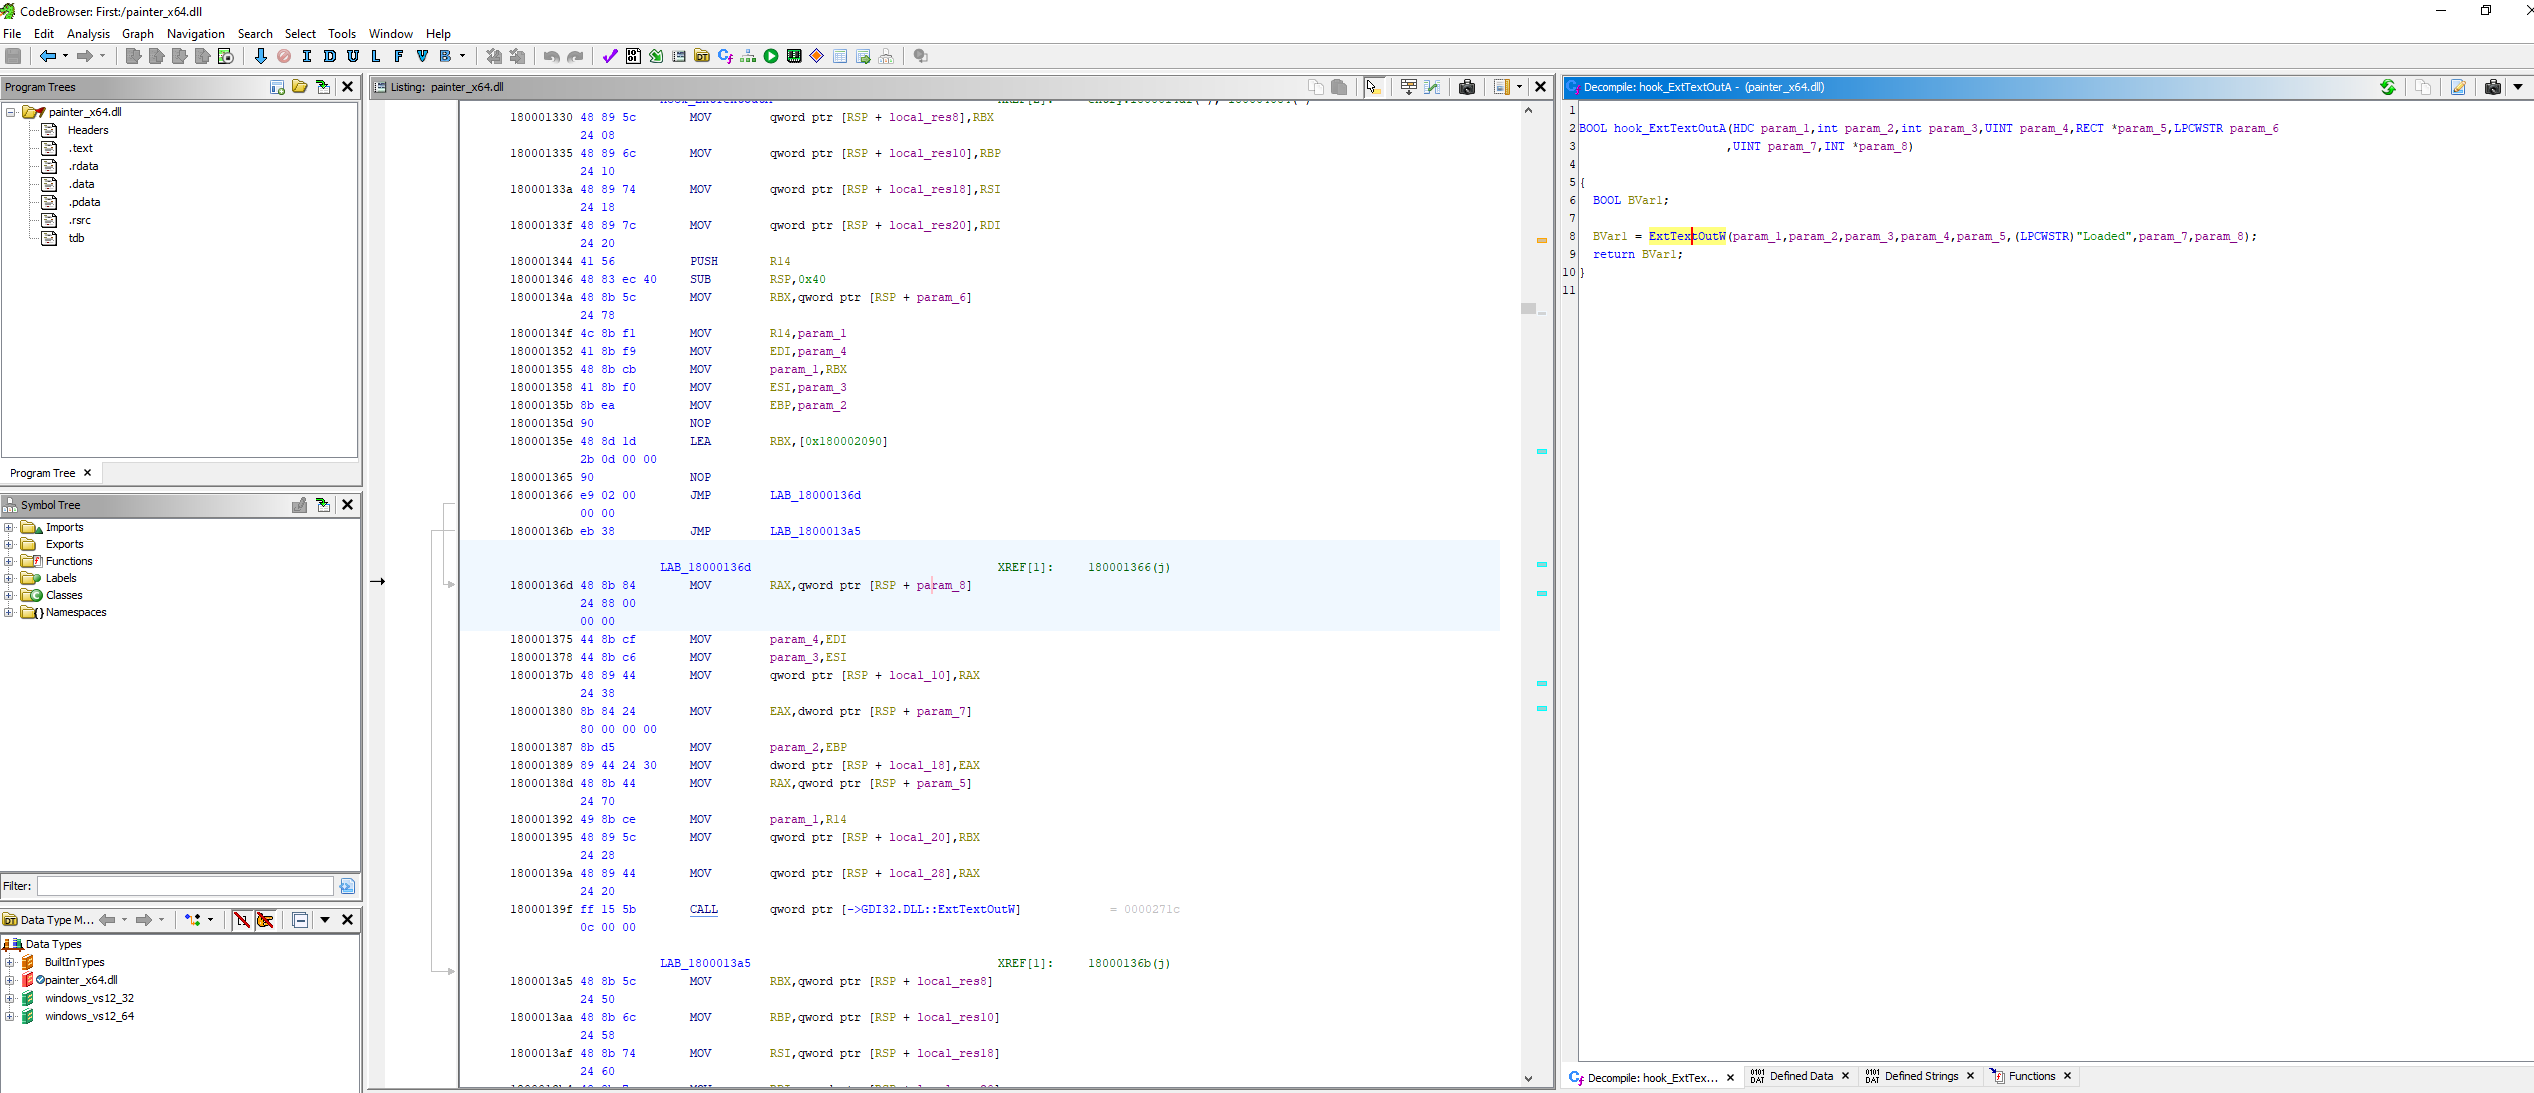 CodeBrowser: First:/painter_x64.dll
File Edit Analysis Graph Navigation Search Select Tools Window Help
I D U L F V B
Program Trees
painter_x64.dll
Headers
.text
.rdata
.data
.pdata
.rsrc
tdb
Program Tree
Symbol Tree
Imports
Exports
Functions
Labels
Classes
Namespaces
Filter:
Data Type M...
Data Types
BuiltInTypes
painter_x64.dll
windows_vs12_32
windows_vs12_64
Listing: painter_x64.dll
180001330 48 89 5c MOV qword ptr [RSP + local_res8],RBX
24 08
180001335 48 89 6c MOV qword ptr [RSP + local_res10],RBP
24 10
18000133a 48 89 74 MOV qword ptr [RSP + local_res18],RSI
24 18
18000133f 48 89 7c MOV qword ptr [RSP + local_res20],RDI
24 20
180001344 41 56 PUSH R14
180001346 48 83 ec 40 SUB RSP,0x40
18000134a 48 8b 5c MOV RBX,qword ptr [RSP + param_6]
24 78
18000134f 4c 8b f1 MOV R14,param_1
180001352 41 8b f9 MOV EDI,param_4
180001355 48 8b cb MOV param_1,RBX
180001358 41 8b f0 MOV ESI,param_3
18000135b 8b ea MOV EBP,param_2
18000135d 90 NOP
18000135e 48 8d 1d LEA RBX,[0x180002090]
2b 0d 00 00
180001365 90 NOP
180001366 e9 02 00 JMP LAB_18000136d
00 00
18000136b eb 38 JMP LAB_1800013a5
LAB_18000136d XREF[1]: 180001366(j)
18000136d 48 8b 84 MOV RAX,qword ptr [RSP + param_8]
24 88 00
00 00
180001375 44 8b cf MOV param_4,EDI
180001378 44 8b c6 MOV param_3,ESI
18000137b 48 89 44 MOV qword ptr [RSP + local_10],RAX
24 38
180001380 8b 84 24 MOV EAX,dword ptr [RSP + param_7]
80 00 00 00
180001387 8b d5 MOV param_2,EBP
180001389 89 44 24 30 MOV dword ptr [RSP + local_18],EAX
18000138d 48 8b 44 MOV RAX,qword ptr [RSP + param_5]
24 70
180001392 49 8b ce MOV param_1,R14
180001395 48 89 5c MOV qword ptr [RSP + local_20],RBX
24 28
18000139a 48 89 44 MOV qword ptr [RSP + local_28],RAX
24 20
18000139f ff 15 5b CALL qword ptr [->GDI32.DLL::ExtTextOutW] = 0000271c
0c 00 00
LAB_1800013a5 XREF[1]: 18000136b(j)
1800013a5 48 8b 5c MOV RBX,qword ptr [RSP + local_res8]
24 50
1800013aa 48 8b 6c MOV RBP,qword ptr [RSP + local_res10]
24 58
1800013af 48 8b 74 MOV RSI,qword ptr [RSP + local_res18]
24 60
Decompile: hook_ExtTextOutA - (painter_x64.dll)
1
2 BOOL hook_ExtTextOutA(HDC param_1,int param_2,int param_3,UINT param_4,RECT *param_5,LPCWSTR param_6
3 ,UINT param_7,INT *param_8)
4
5 {
6 BOOL BVar1;
7
8 BVar1 = ExtTextOutW(param_1,param_2,param_3,param_4,param_5,(LPCWSTR)"Loaded",param_7,param_8);
9 return BVar1;
10 }
11
Decompile: hook_ExtTex... Defined Data Defined Strings Functions